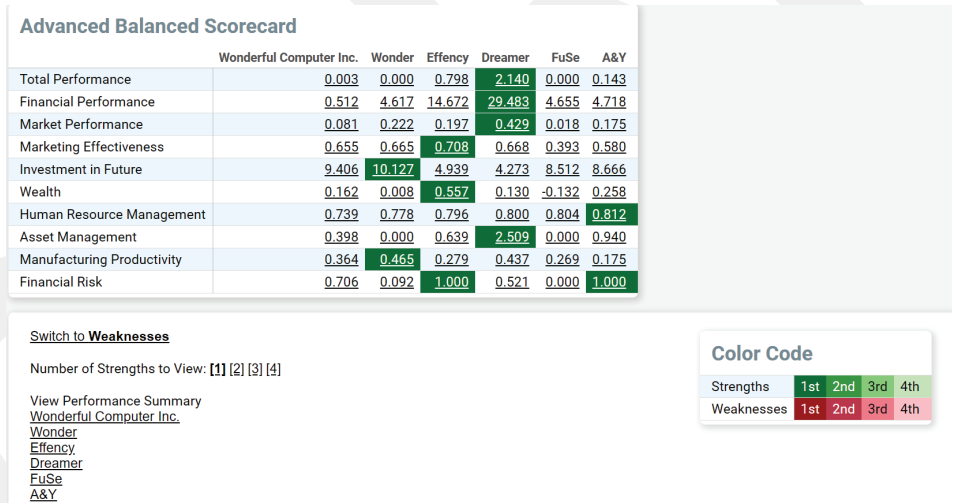 Advanced Balanced Scorecard
Wonderful Computer Inc. Wonder Effency Dreamer FuSe A&Y
Total Performance 0.003 0.000 0.798 2.140 0.000 0.143
Financial Performance 0.512 4.617 14.672 29.483 4.655 4.718
Market Performance 0.081 0.222 0.197 0.429 0.018 0.175
Marketing Effectiveness 0.655 0.665 0.708 0.668 0.393 0.580
Investment in Future 9.406 10.127 4.939 4.273 8.512 8.666
Wealth 0.162 0.008 0.557 0.130 -0.132 0.258
Human Resource Management 0.739 0.778 0.796 0.800 0.804 0.812
Asset Management 0.398 0.000 0.639 2.509 0.000 0.940
Manufacturing Productivity 0.364 0.465 0.279 0.437 0.269 0.175
Financial Risk 0.706 0.092 1.000 0.521 0.000 1.000
Switch to Weaknesses
Number of Strengths to View: [1] [2] [3] [4]
View Performance Summary
Wonderful Computer Inc.
Wonder
Effency
Dreamer
FuSe
A&Y
Color Code
Strengths 1st 2nd 3rd 4th
Weaknesses 1st 2nd 3rd 4th